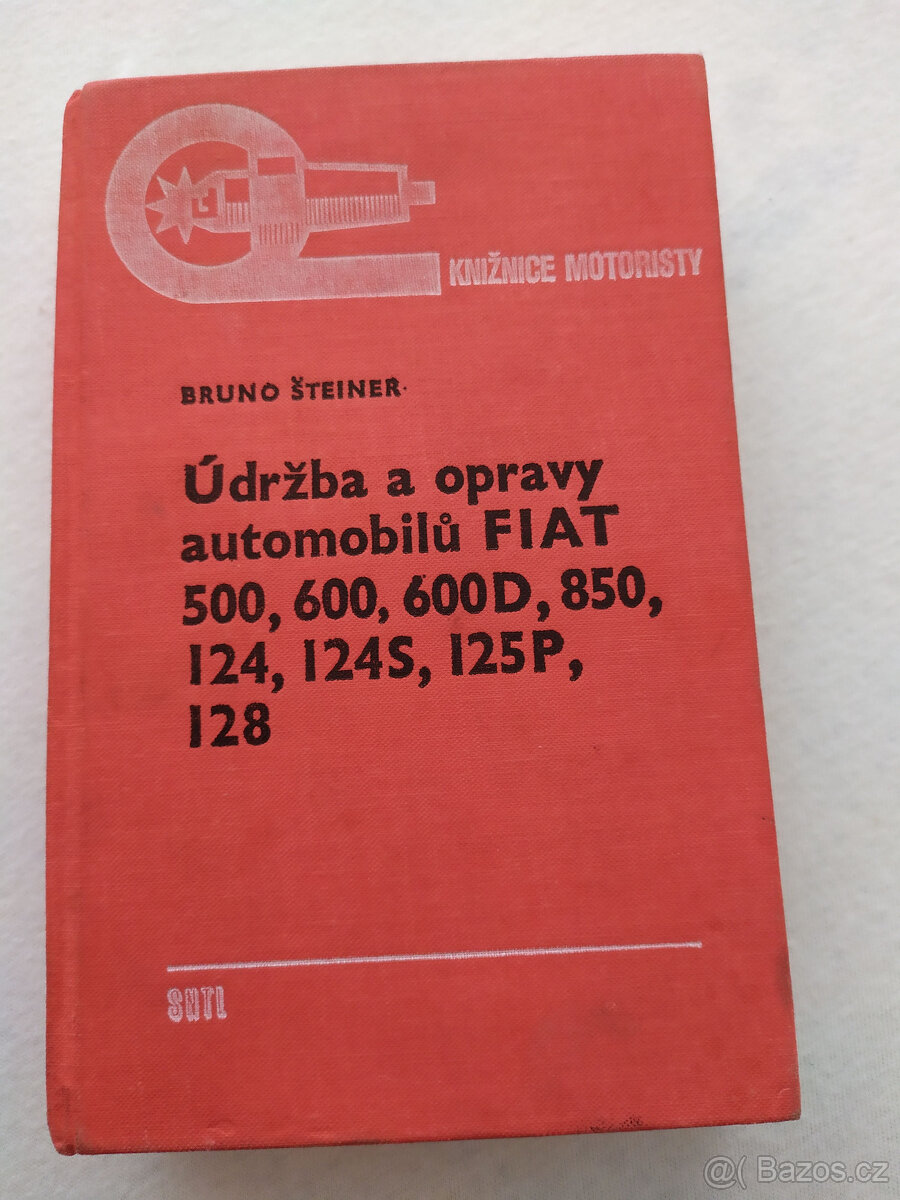 KNIŽNICE MOTORISTY
BRUNO ŠTEINER
Údržba a opravy
automobilů FIAT
500, 600, 600D, 850,
124, 124S, 125P,
128
SNTL
@( Bazos.cz